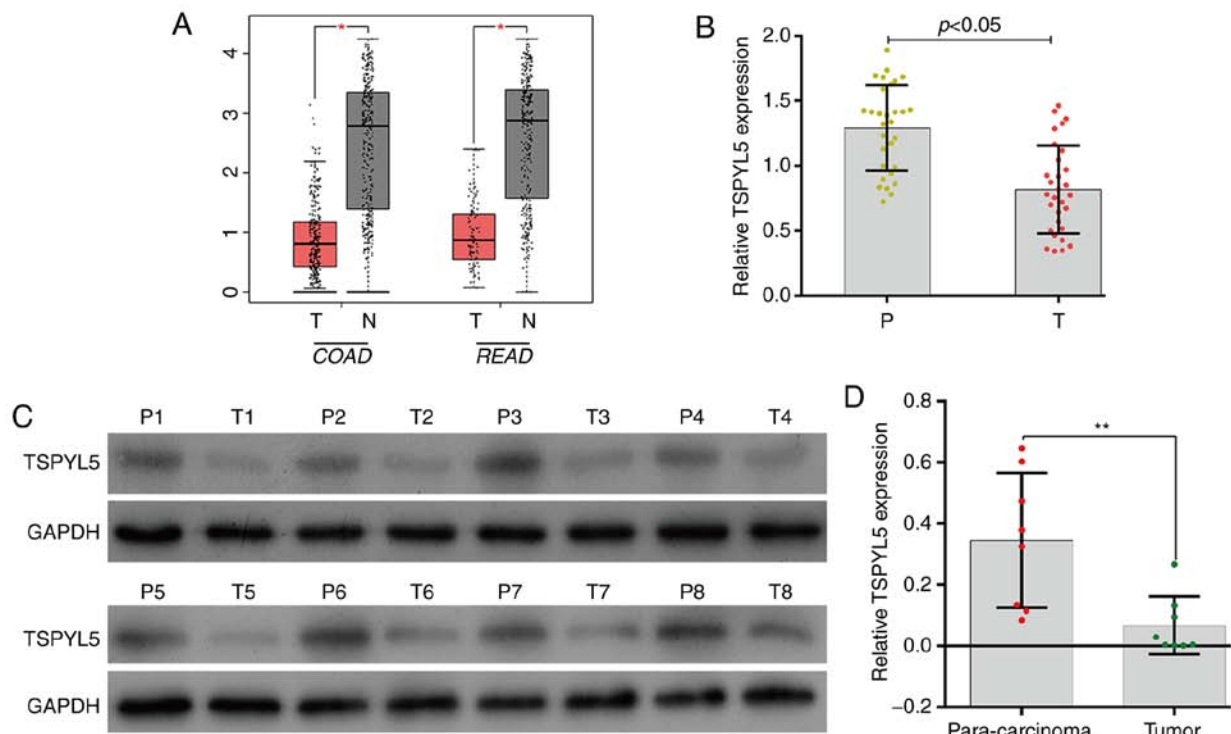 A
*
*
4
3
2
1
0
T N T N
COAD READ
B
p<0.05
Relative TSPYL5 expression
2.0
1.5
1.0
0.5
0.0
P T
C
P1 T1 P2 T2 P3 T3 P4 T4
TSPYL5
GAPDH
P5 T5 P6 T6 P7 T7 P8 T8
TSPYL5
GAPDH
D
**
Relative TSPYL5 expression
0.8
0.6
0.4
0.2
0.0
−0.2
Para-carcinoma Tumor